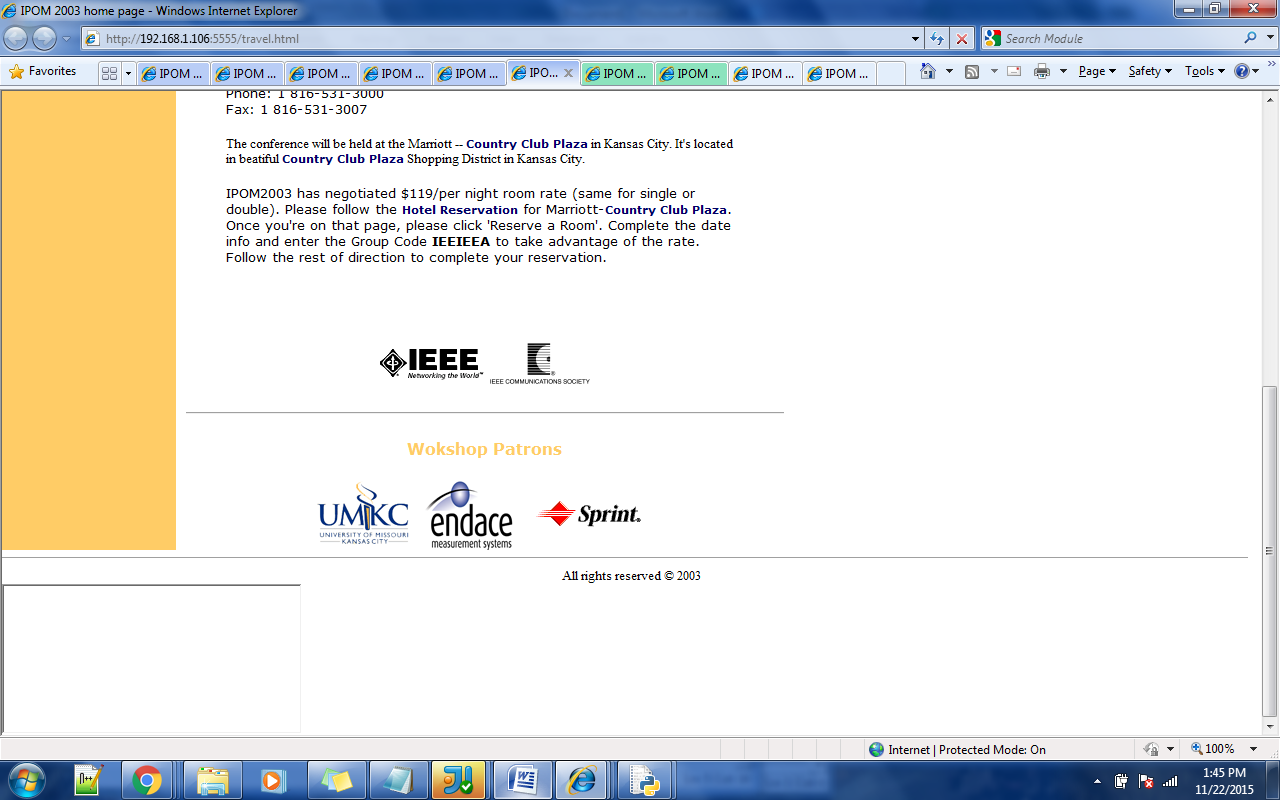 IPOM 2003 home page - Windows Internet Explorer
http://192.168.1.106:5555/travel.html
Search Module
Favorites
IPOM ...
IPOM ...
IPOM ...
IPOM ...
IPOM ...
IPO...
IPOM ...
IPOM ...
IPOM ...
IPOM ...
Page
Safety
Tools
Phone: 1 816-531-3000
Fax: 1 816-531-3007
The conference will be held at the Marriott -- Country Club Plaza in Kansas City. It's located
in beatiful Country Club Plaza Shopping District in Kansas City.
IPOM2003 has negotiated $119/per night room rate (same for single or
double). Please follow the Hotel Reservation for Marriott-Country Club Plaza.
Once you're on that page, please click 'Reserve a Room'. Complete the date
info and enter the Group Code IEEIEEA to take advantage of the rate.
Follow the rest of direction to complete your reservation.
IEEE
Networking the World™
IEEE COMMUNICATIONS SOCIETY
Wokshop Patrons
UMKC
UNIVERSITY OF MISSOURI
KANSAS CITY
endace
measurement systems
Sprint.
All rights reserved © 2003
Internet | Protected Mode: On
100%
1:45 PM
11/22/2015